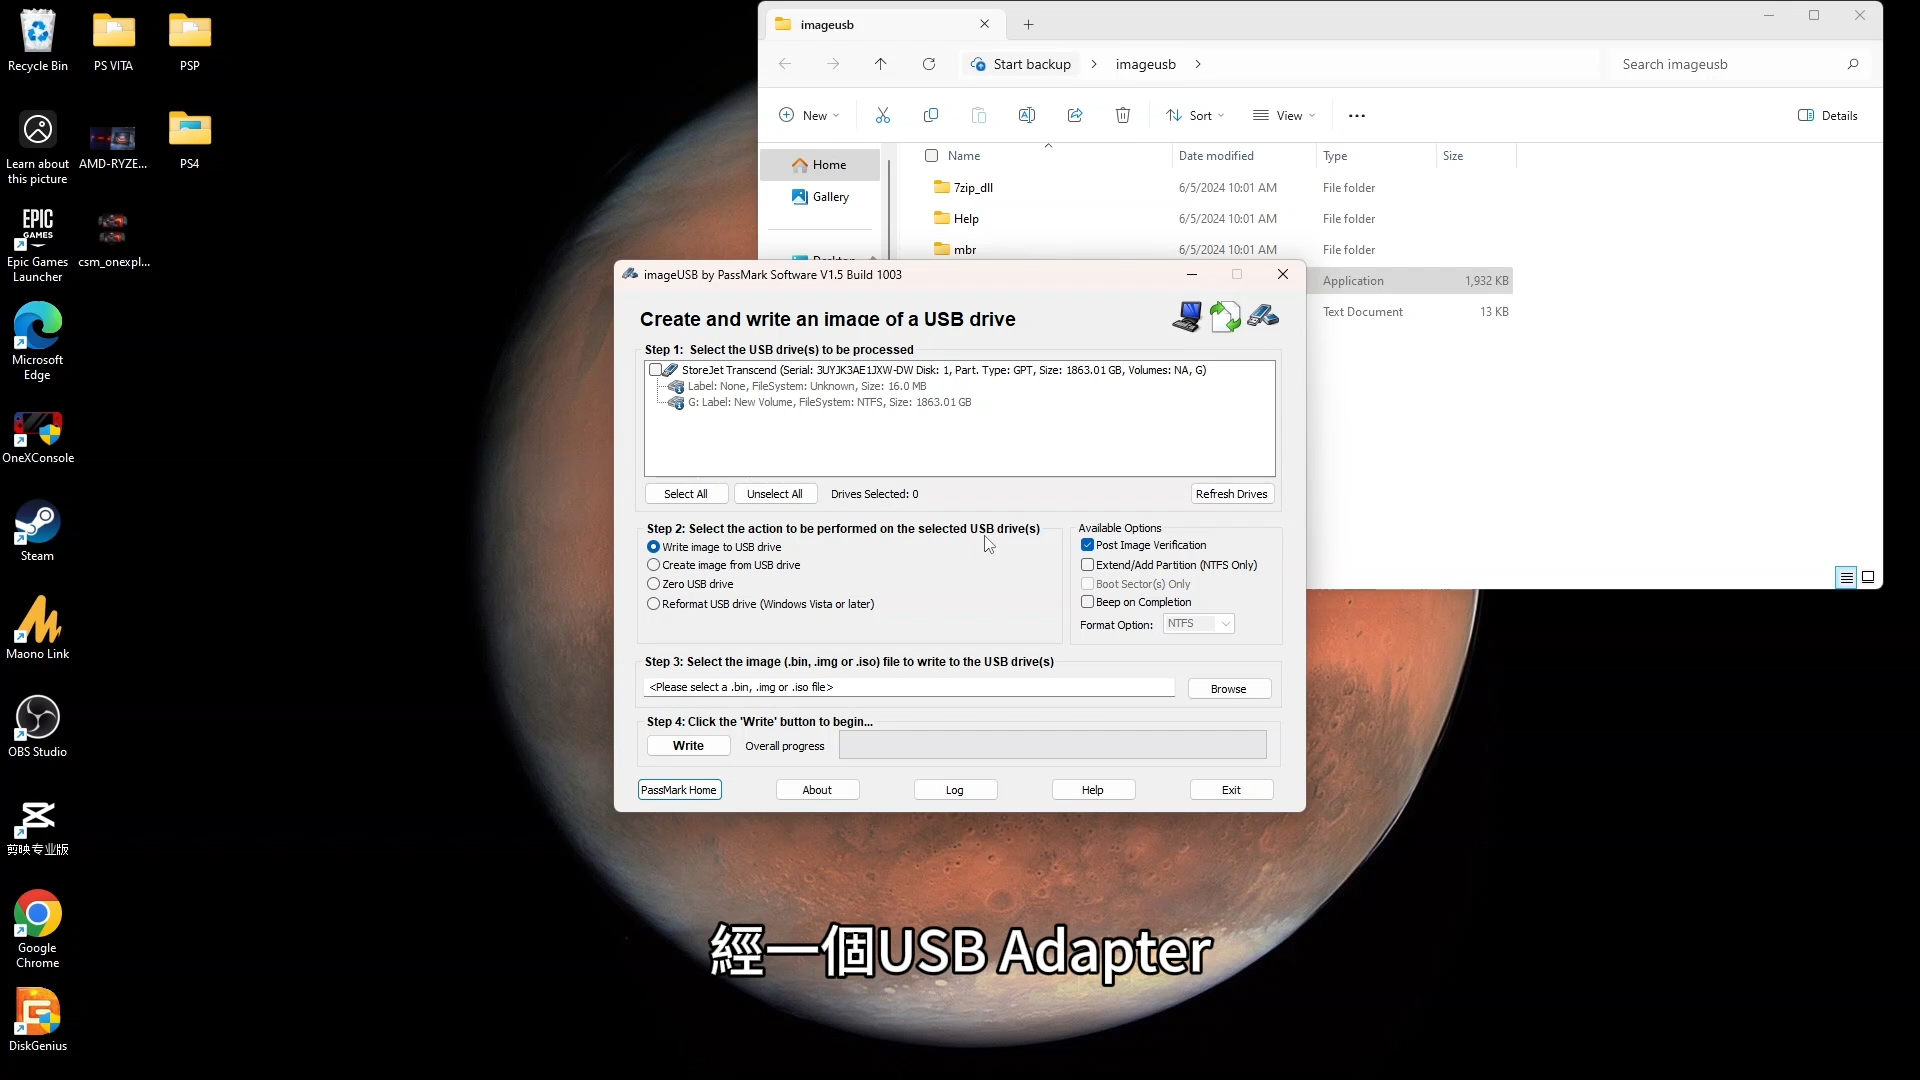 Recycle Bin
PS VITA
PSP
Learn about this picture
AMD-RYZE...
PS4
EPIC GAMES
Epic Games Launcher
csm_onexpl...
Microsoft Edge
OneXConsole
Steam
Maono Link
OBS Studio
剪映专业版
Google Chrome
DiskGenius
imageusb
Start backup
imageusb
Search imageusb
New
Sort
View
Details
Home
Gallery
Name
Date modified
Type
Size
7zip_dll
6/5/2024 10:01 AM
File folder
Help
6/5/2024 10:01 AM
File folder
mbr
6/5/2024 10:01 AM
File folder
Application
1,932 KB
Text Document
13 KB
imageUSB by PassMark Software V1.5 Build 1003
Create and write an image of a USB drive
Step 1: Select the USB drive(s) to be processed
StoreJet Transcend (Serial: 3UYJK3AE1JXW-DW Disk: 1, Part. Type: GPT, Size: 1863.01 GB, Volumes: NA, G)
Label: None, FileSystem: Unknown, Size: 16.0 MB
G: Label: New Volume, FileSystem: NTFS, Size: 1863.01 GB
Select All
Unselect All
Drives Selected: 0
Refresh Drives
Step 2: Select the action to be performed on the selected USB drive(s)
Write image to USB drive
Create image from USB drive
Zero USB drive
Reformat USB drive (Windows Vista or later)
Available Options
Post Image Verification
Extend/Add Partition (NTFS Only)
Boot Sector(s) Only
Beep on Completion
Format Option: NTFS
Step 3: Select the image (.bin, .img or .iso) file to write to the USB drive(s)
<Please select a .bin, .img or .iso file>
Browse
Step 4: Click the 'Write' button to begin...
Write
Overall progress
PassMark Home
About
Log
Help
Exit
經一個USB Adapter